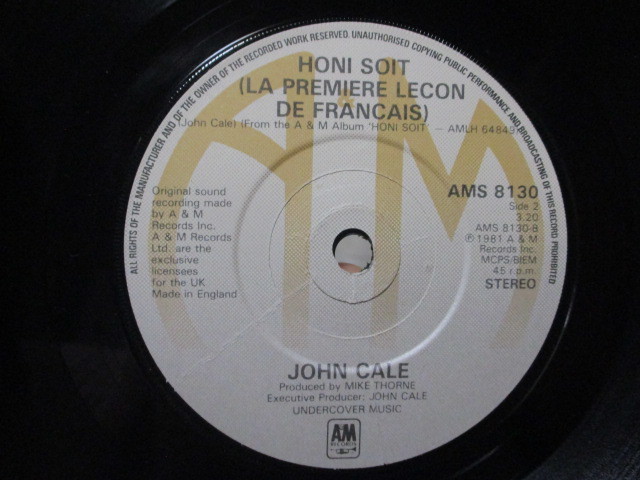 ALL RIGHTS OF THE MANUFACTURER AND OF THE OWNER OF THE RECORDED WORK RESERVED. UNAUTHORISED COPYING PUBLIC PERFORMANCE AND BROADCASTING OF THIS RECORD PROHIBITED
HONI SOIT
(LA PREMIERE LECON
DE FRANCAIS)
(John Cale) (From the A & M Album 'HONI SOIT' – AMLH 64849)
Original sound
recording made
by A & M
Records Inc.
A & M Records
Ltd. are the
exclusive
licensees
for the UK
Made in England
AMS 8130
Side 2
3.20
AMS 8130-B
℗ 1981 A & M
Records Inc.
MCPS/BIEM
45 r.p.m.
STEREO
JOHN CALE
Produced by MIKE THORNE
Executive Producer: JOHN CALE
UNDERCOVER MUSIC
A&M
RECORDS